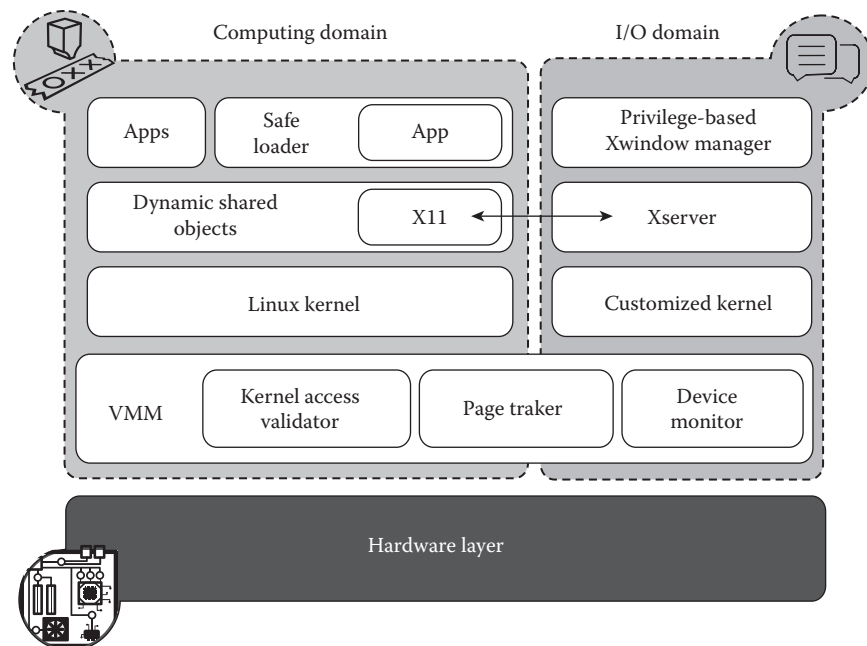 Computing domain
I/O domain
OXX
Apps
Safe
loader
App
Privilege-based
Xwindow manager
Dynamic shared
objects
X11
Xserver
Linux kernel
Customized kernel
VMM
Kernel access
validator
Page traker
Device
monitor
Hardware layer